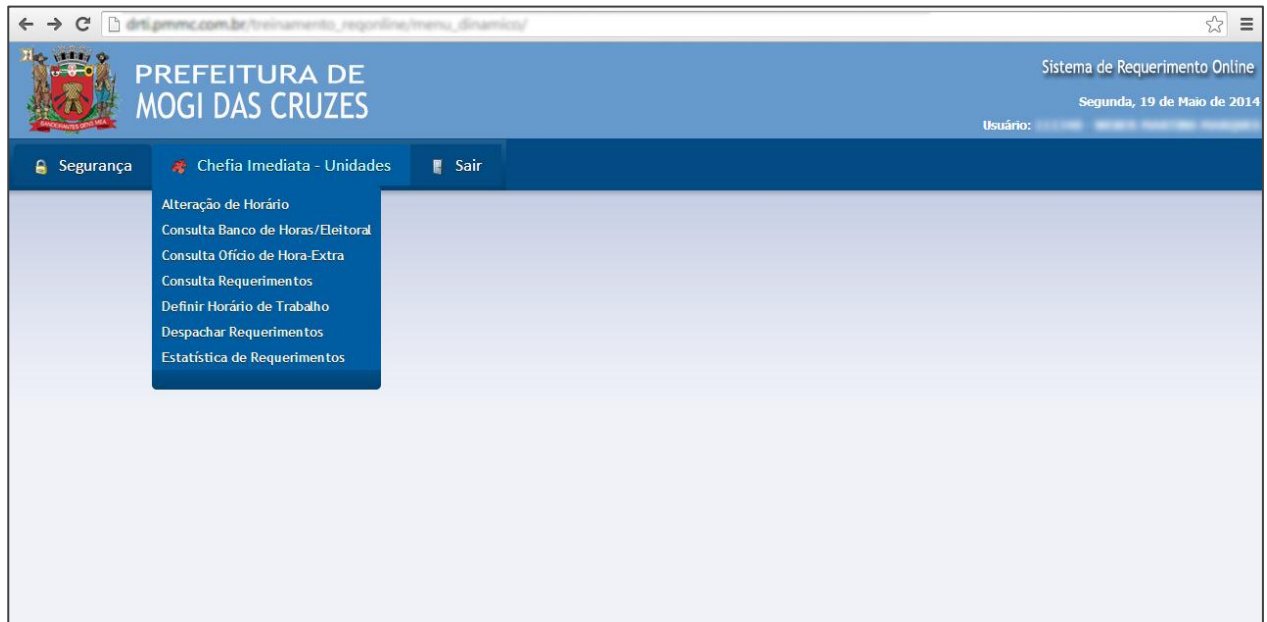 drti.pmmc.com.br/treinamento_reqonline/menu_dinamico/
PREFEITURA DE
MOGI DAS CRUZES
Sistema de Requerimento Online
Segunda, 19 de Maio de 2014
Usuário:
Segurança
Chefia Imediata - Unidades
Sair
Alteração de Horário
Consulta Banco de Horas/Eleitoral
Consulta Ofício de Hora-Extra
Consulta Requerimentos
Definir Horário de Trabalho
Despachar Requerimentos
Estatística de Requerimentos